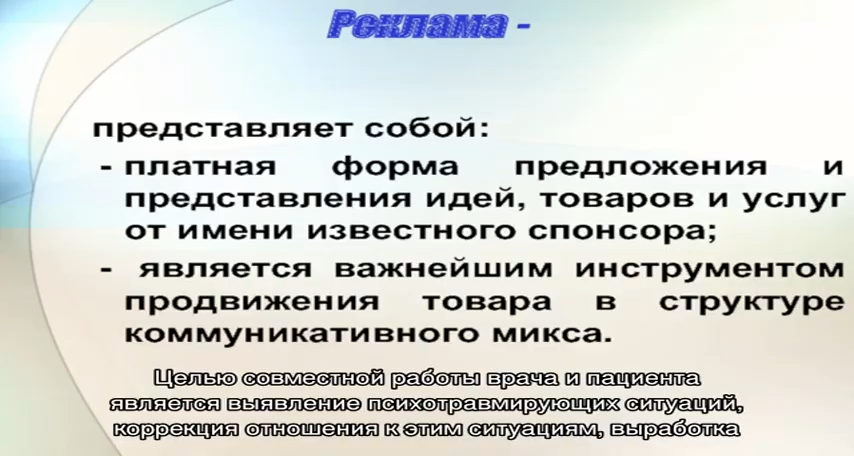 Реклама -
представляет собой:
- платная форма предложения и
представления идей, товаров и услуг
от имени известного спонсора;
- является важнейшим инструментом
продвижения товара в структуре
коммуникативного микса.
Целью совместной работы врача и пациента
является выявление психотравмирующих ситуаций,
коррекция отношения к этим ситуациям, выработка